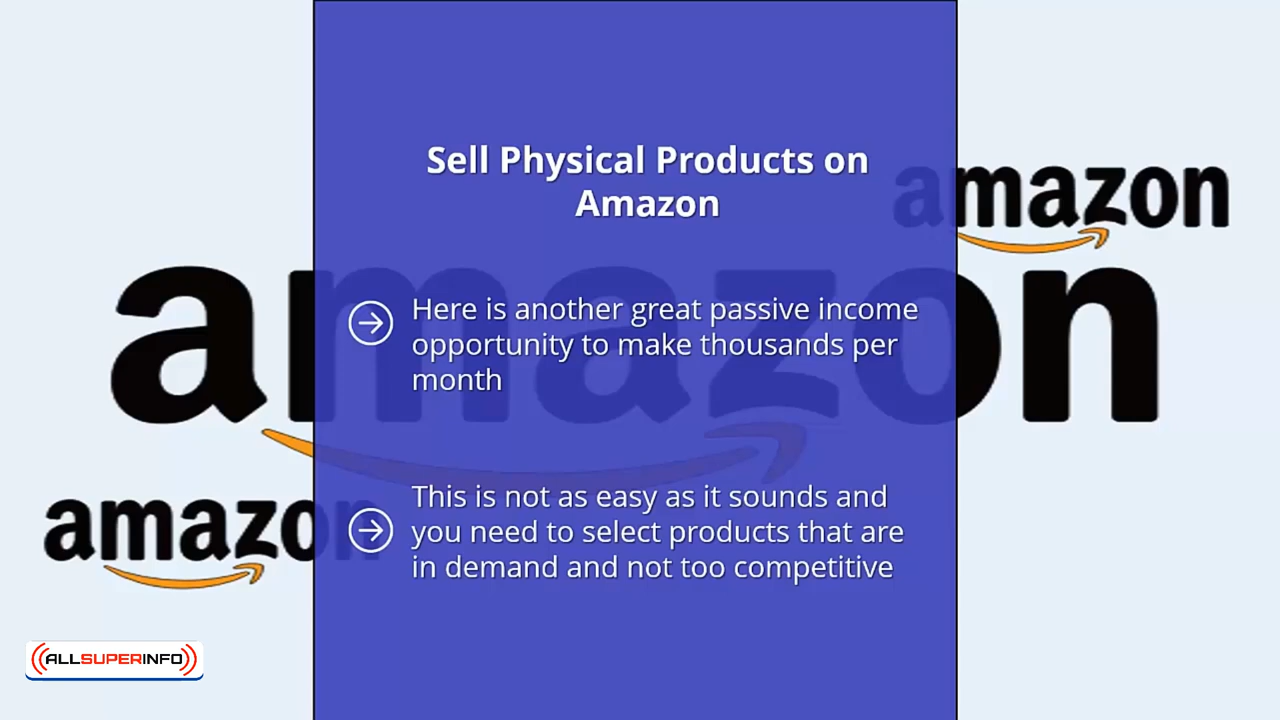 Sell Physical Products on
Amazon
amazon
amazon
Here is another great passive income
opportunity to make thousands per
month
This is not as easy as it sounds and
you need to select products that are
in demand and not too competitive
amazon
ALLSUPERINFO